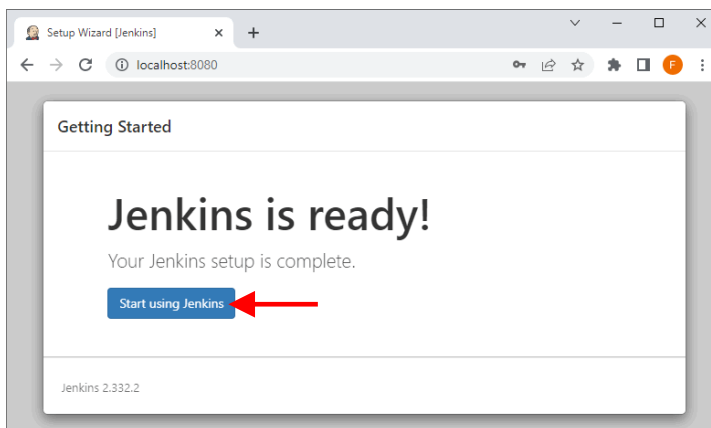 Setup Wizard [Jenkins]
localhost:8080
F
Getting Started
Jenkins is ready!
Your Jenkins setup is complete.
Start using Jenkins
Jenkins 2.332.2